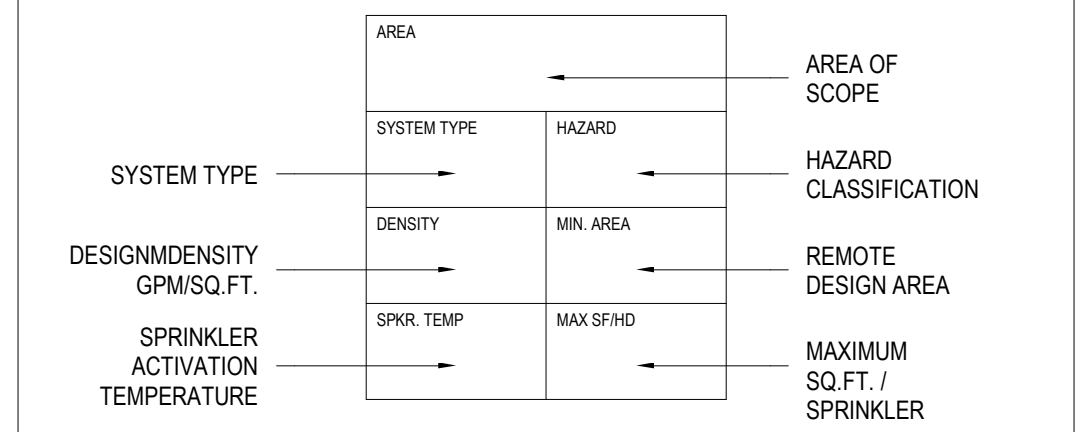 AREA
AREA OF
SCOPE
SYSTEM TYPE
HAZARD
SYSTEM TYPE
HAZARD
CLASSIFICATION
DENSITY
MIN. AREA
DESIGNMDENSITY
GPM/SQ.FT.
REMOTE
DESIGN AREA
SPKR. TEMP
MAX SF/HD
SPRINKLER
ACTIVATION
TEMPERATURE
MAXIMUM
SQ.FT. /
SPRINKLER